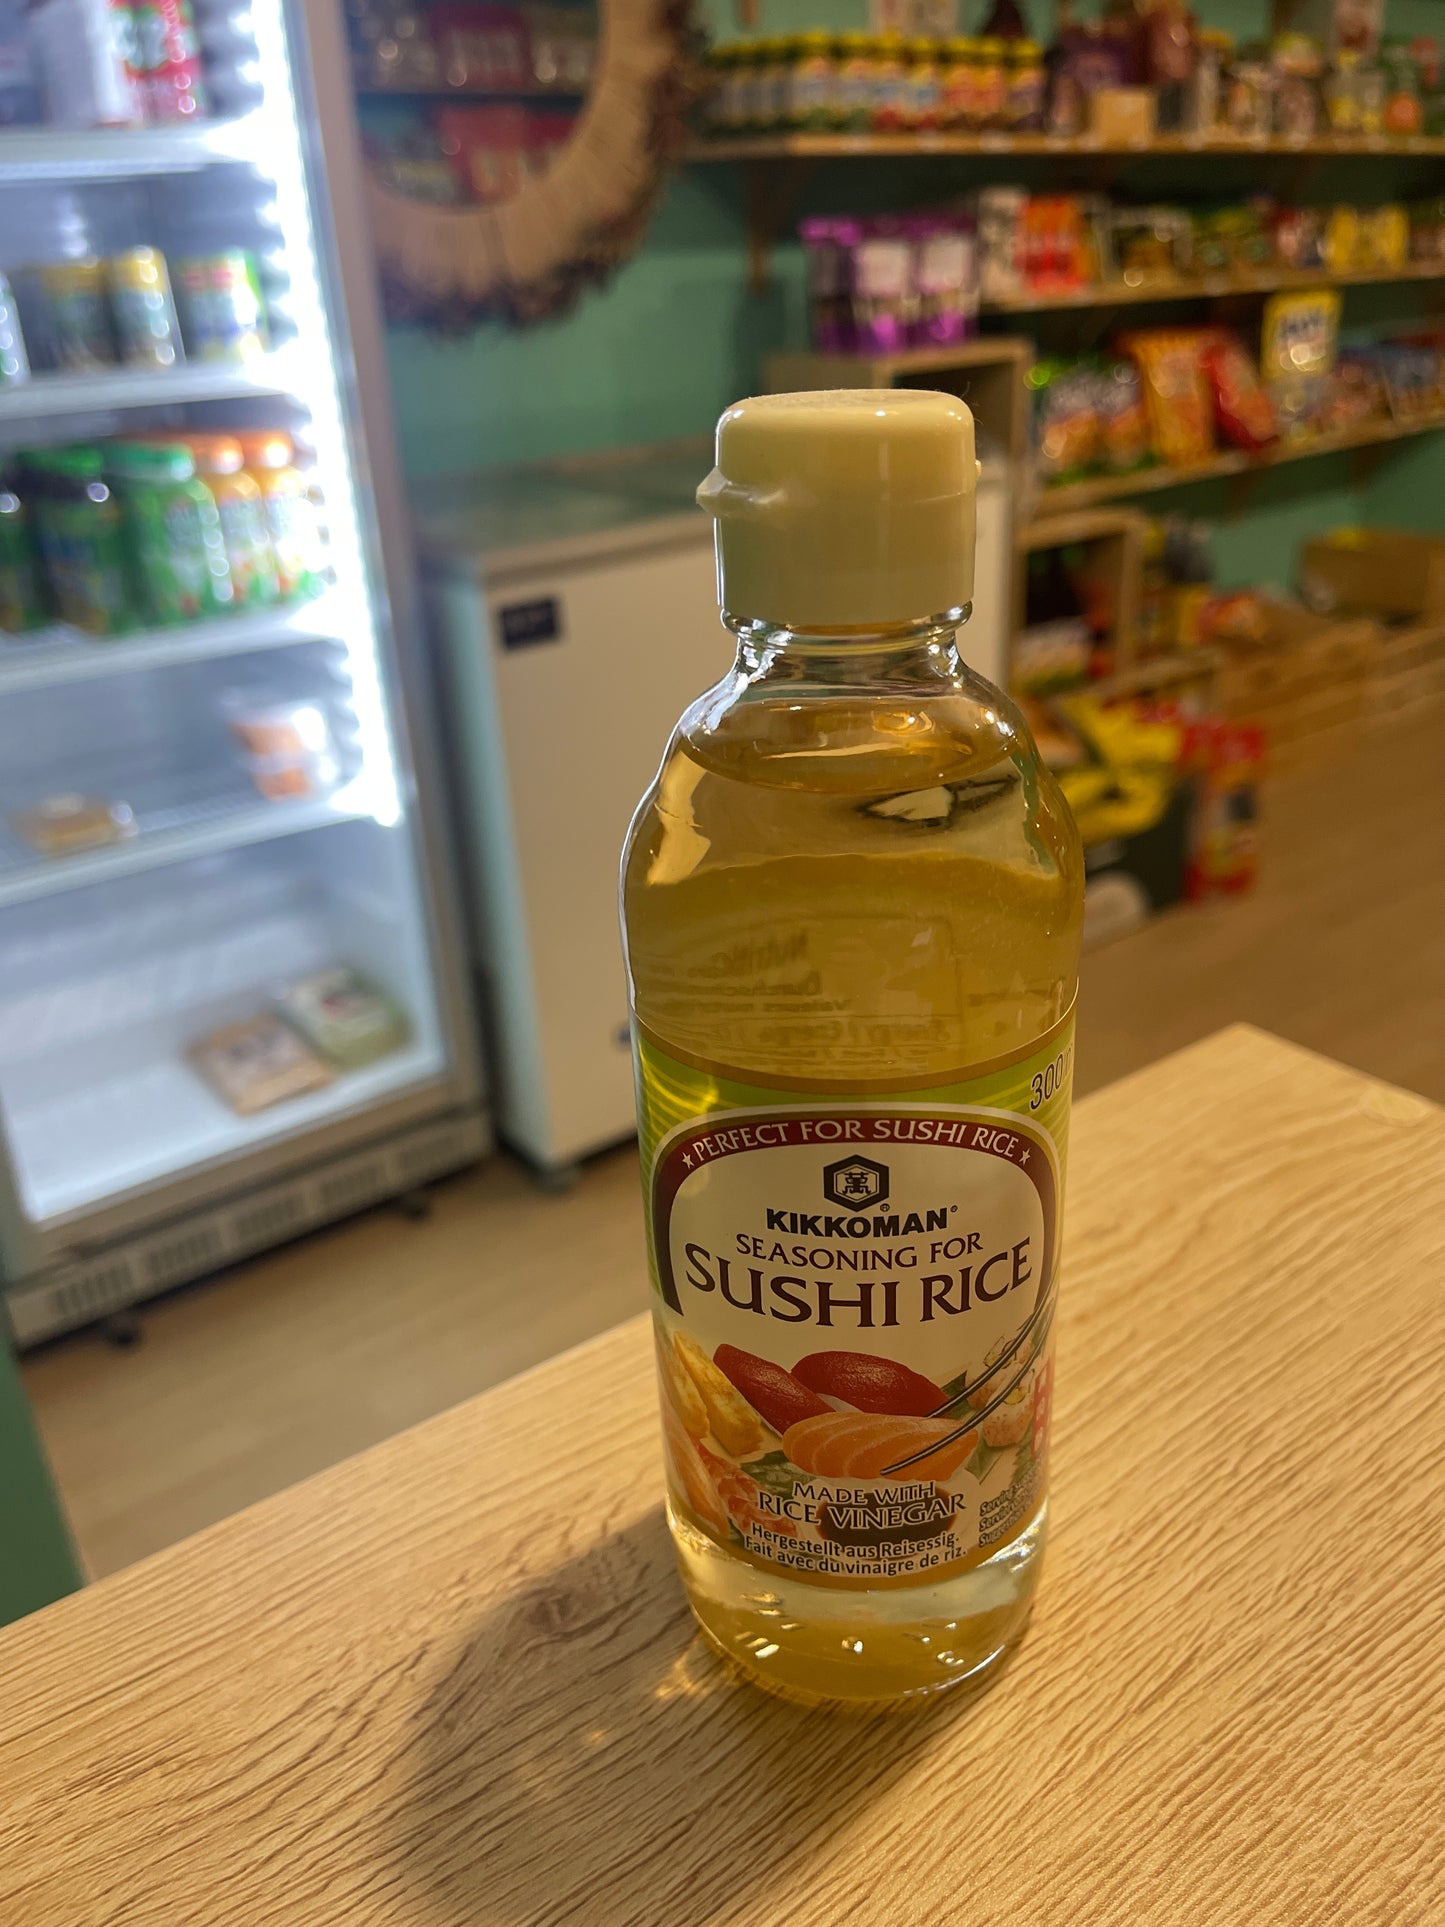 300
PERFECT FOR SUSHI RICE
KIKKOMAN®
SEASONING FOR
SUSHI RICE
MADE WITH
RICE VINEGAR
Hergestellt aus Reisessig.
Fait avec du vinaigre de riz.